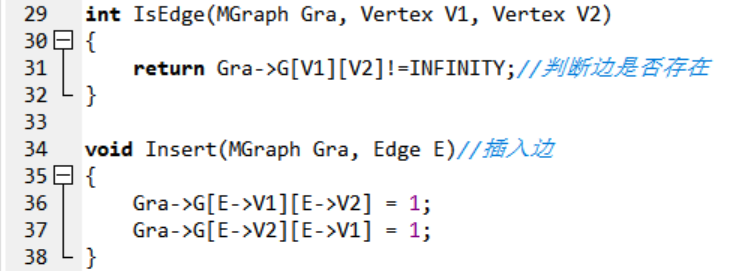 29 int IsEdge(MGraph Gra, Vertex V1, Vertex V2)
30 {
31 return Gra->G[V1][V2]!=INFINITY;//判断边是否存在
32 }
33
34 void Insert(MGraph Gra, Edge E)//插入边
35 {
36 Gra->G[E->V1][E->V2] = 1;
37 Gra->G[E->V2][E->V1] = 1;
38 }